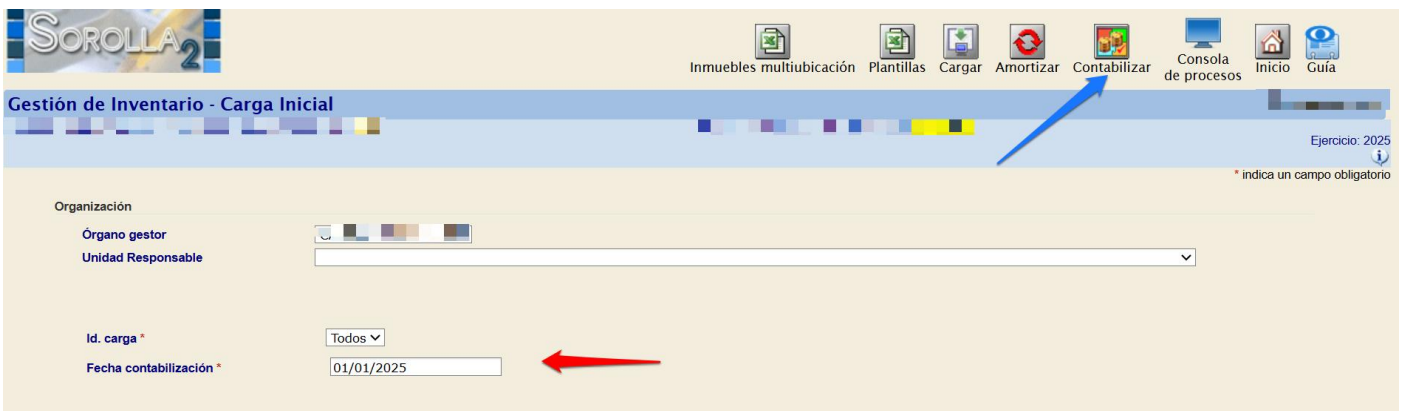 SOROLLA2
Inmuebles multiubicación Plantillas Cargar Amortizar Contabilizar Consola de procesos Inicio Guía
Gestión de Inventario - Carga Inicial
Ejercicio: 2025
* indica un campo obligatorio
Organización
Órgano gestor
Unidad Responsable
Id. carga * Todos
Fecha contabilización * 01/01/2025